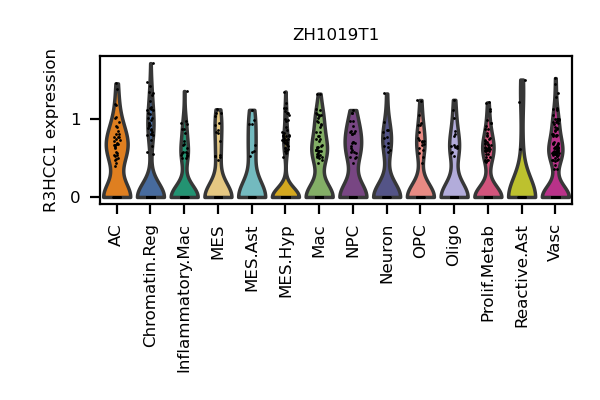 ZH1019T1
R3HCC1 expression
1
0
AC
Chromatin.Reg
Inflammatory.Mac
MES
MES.Ast
MES.Hyp
Mac
NPC
Neuron
OPC
Oligo
Prolif.Metab
Reactive.Ast
Vasc